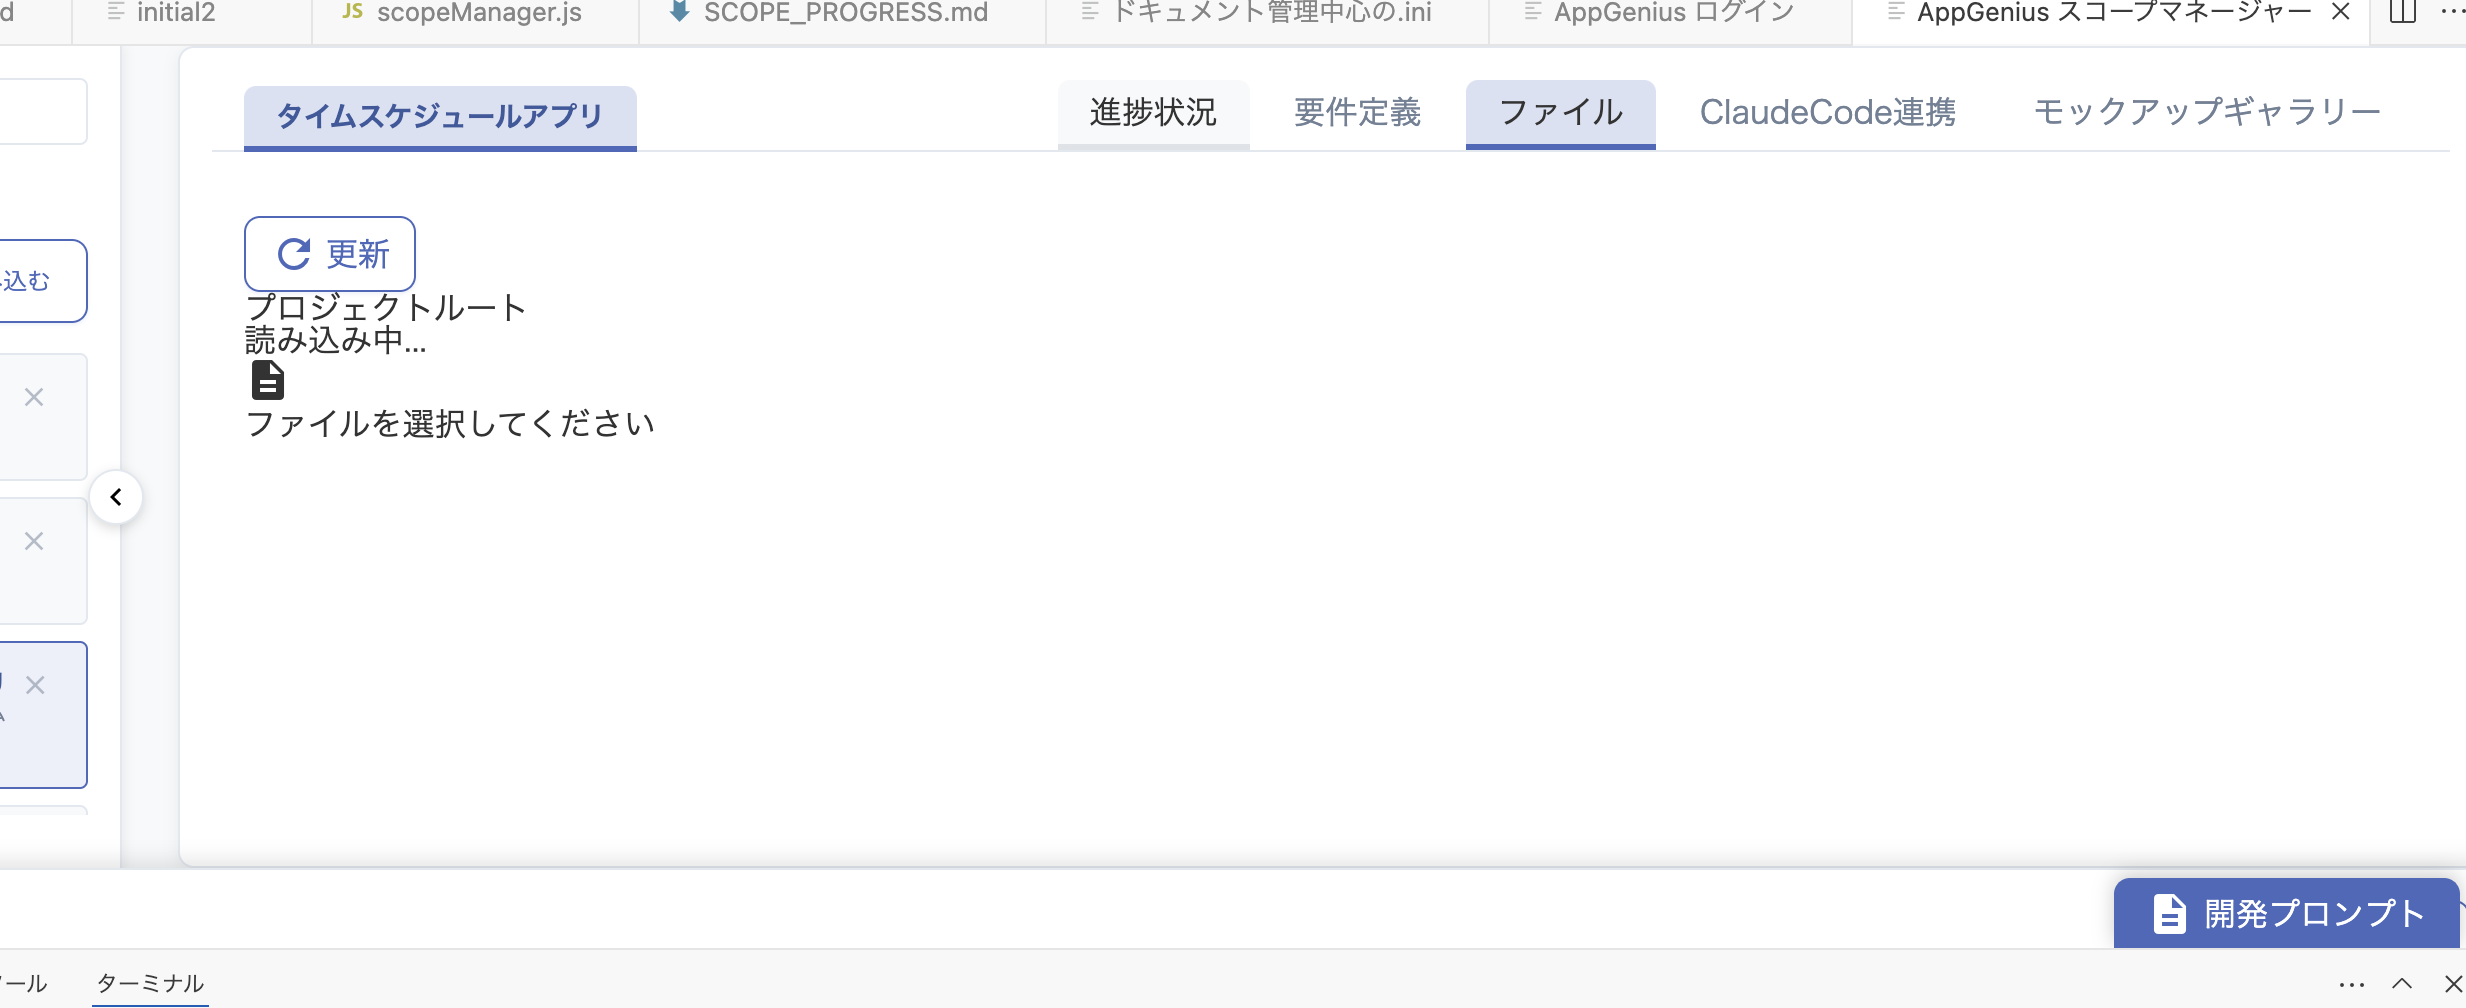 d
initial2
JS scopeManager.js
SCOPE_PROGRESS.md
ドキュメント管理中心の.ini
AppGenius ログイン
AppGenius スコープマネージャー
込む
タイムスケジュールアプリ
進捗状況
要件定義
ファイル
ClaudeCode連携
モックアップギャラリー
更新
プロジェクトルート
読み込み中...
ファイルを選択してください
開発プロンプト
ール
ターミナル